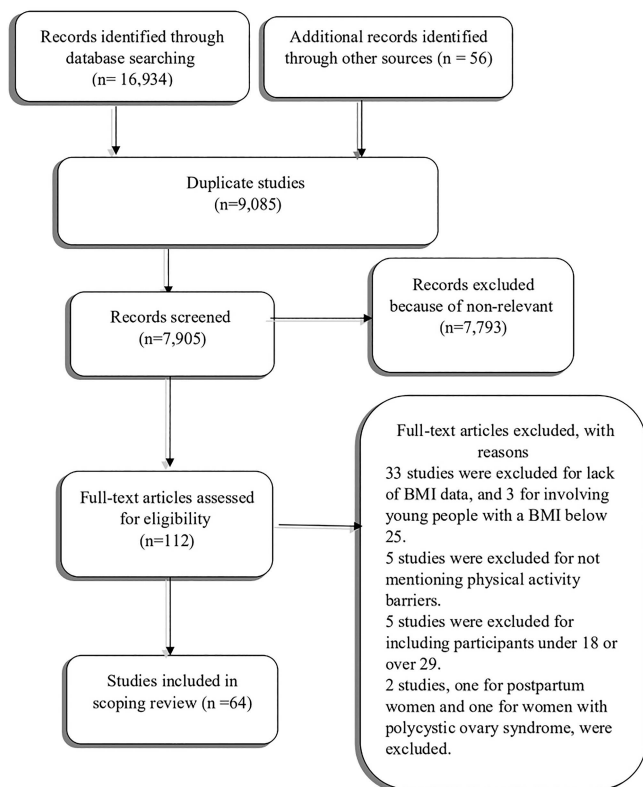 Records identified through
database searching
(n= 16,934)
Additional records identified
through other sources (n = 56)
Duplicate studies
(n=9,085)
Records screened
(n=7,905)
Records excluded
because of non-relevant
(n=7,793)
Full-text articles assessed
for eligibility
(n=112)
Full-text articles excluded, with
reasons
33 studies were excluded for lack
of BMI data, and 3 for involving
young people with a BMI below
25.
5 studies were excluded for not
mentioning physical activity
barriers.
5 studies were excluded for
including participants under 18 or
over 29.
2 studies, one for postpartum
women and one for women with
polycystic ovary syndrome, were
excluded.
Studies included in
scoping review (n =64)